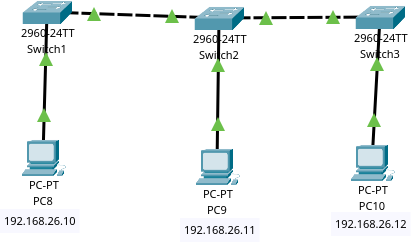 2960-24TT
Switch1
2960-24TT
Switch2
2960-24TT
Switch3
PC-PT
PC8
192.168.26.10
PC-PT
PC9
192.168.26.11
PC-PT
PC10
192.168.26.12